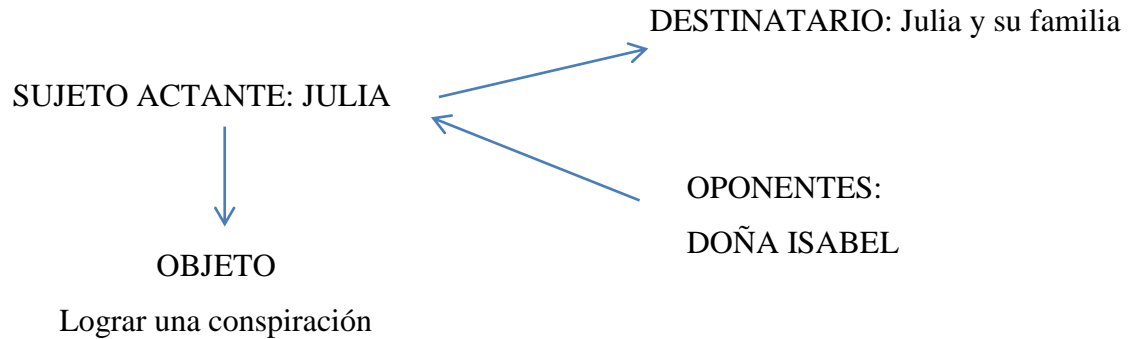 DESTINATARIO: Julia y su familia
SUJETO ACTANTE: JULIA
OPONENTES:
DOÑA ISABEL
OBJETO
Lograr una conspiración